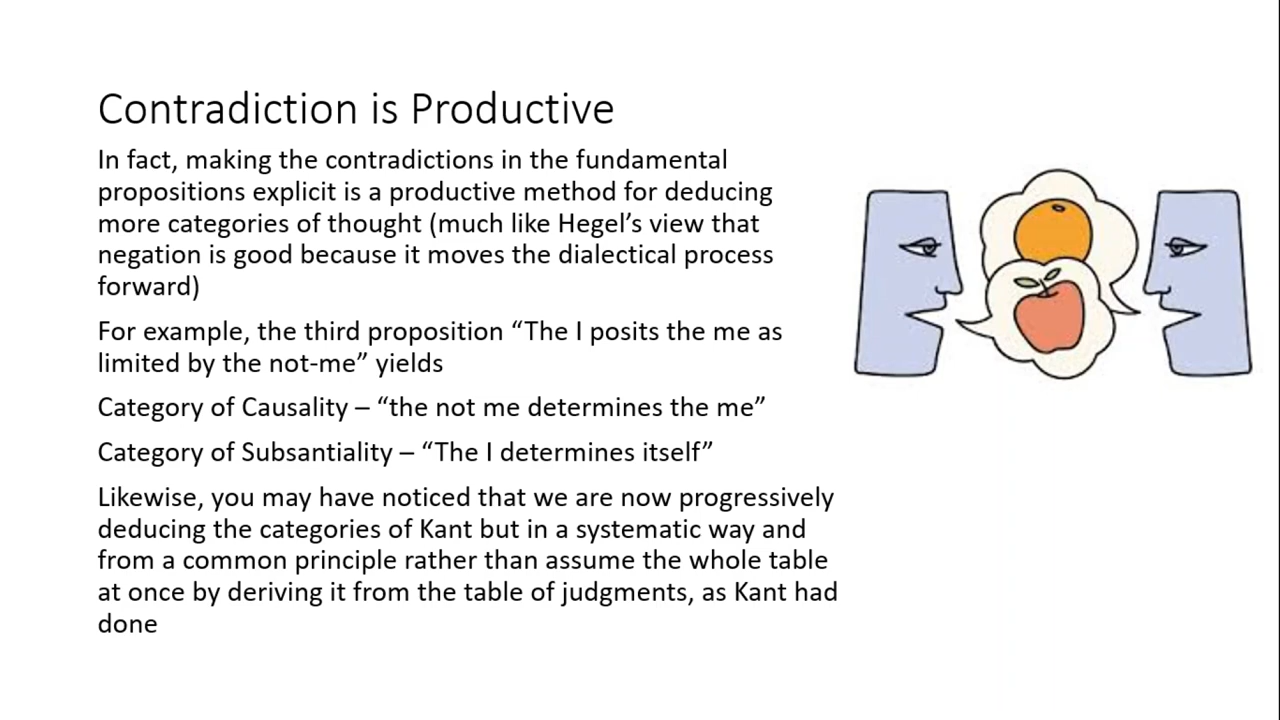 Contradiction is Productive
In fact, making the contradictions in the fundamental
propositions explicit is a productive method for deducing
more categories of thought (much like Hegel’s view that
negation is good because it moves the dialectical process
forward)
For example, the third proposition “The I posits the me as
limited by the not-me” yields
Category of Causality – “the not me determines the me”
Category of Substantiality – “The I determines itself”
Likewise, you may have noticed that we are now progressively
deducing the categories of Kant but in a systematic way and
from a common principle rather than assume the whole table
at once by deriving it from the table of judgments, as Kant had
done